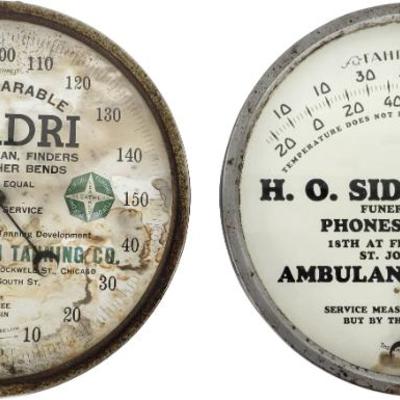 100
110
120
130
140
150
50
40
30
20
10
ARABLE
DRI
AN, FINDERS
HER BENDS
EQUAL
SERVICE
Tanning Development
TANNING CO.
OCKWELL ST., CHICAGO
SOUTH ST.
FAHR
10 10 30
20 0 20 40
TEMPERATURE DOES NOT
H. O. SID
FUNER
PHONES
18TH AT F
ST. JO
AMBULAN
SERVICE MEAS
BUT BY TH